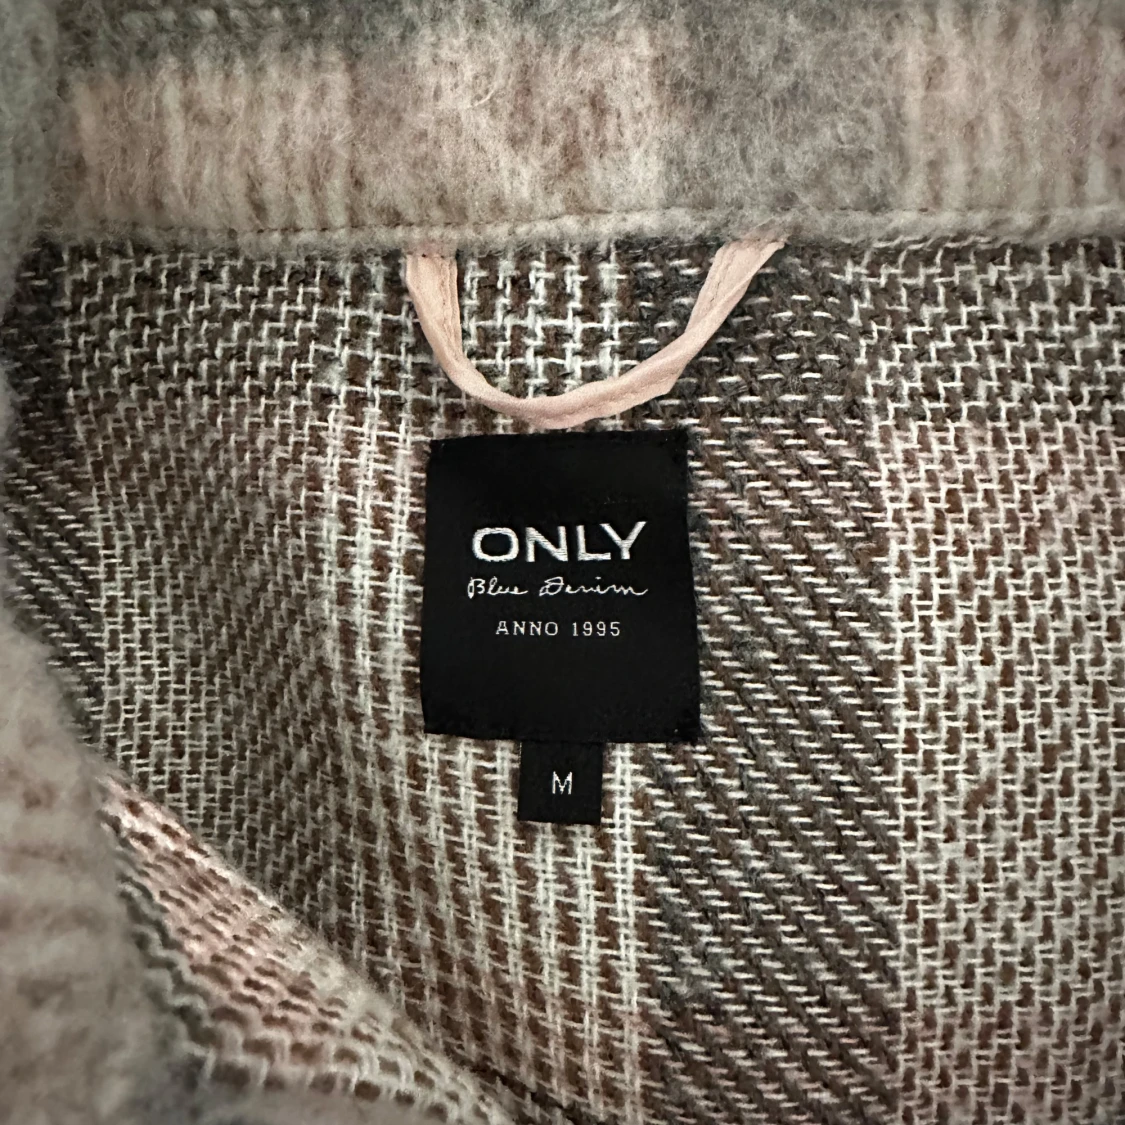 ONLY
Blue Denim
ANNO 1995
M